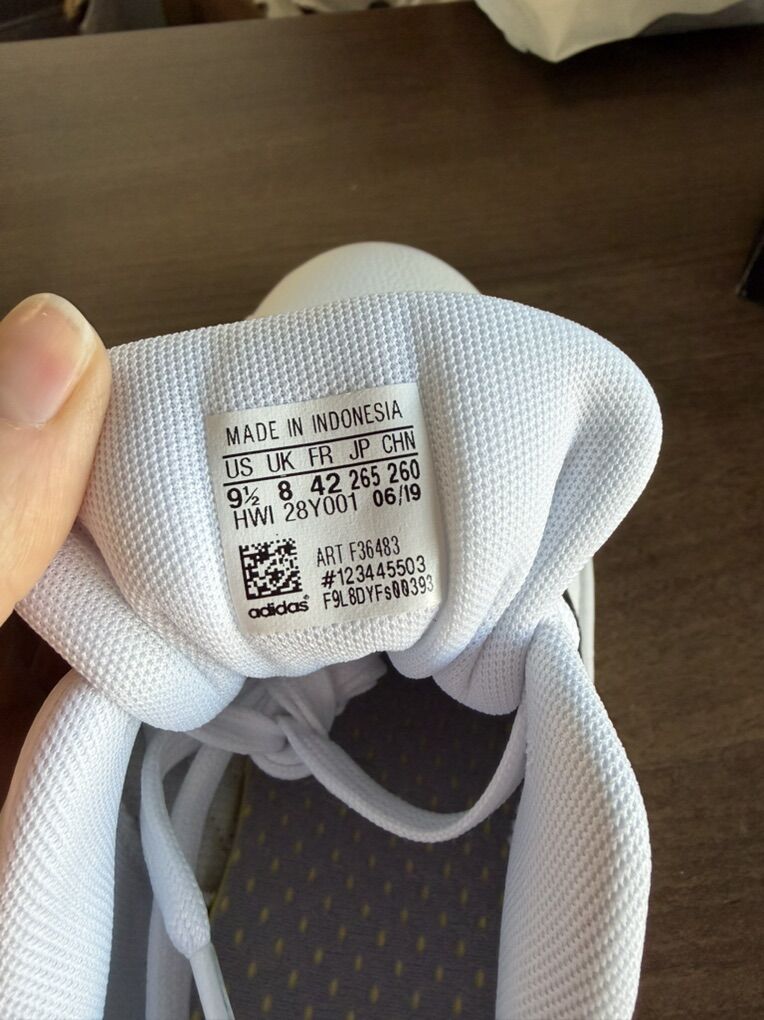 MADE IN INDONESIA
US UK FR JP CHN
9½ 8 42 265 260
HWI 28Y001 06/19
ART F36483
#123445503
adidas® F9L8DYFs00393